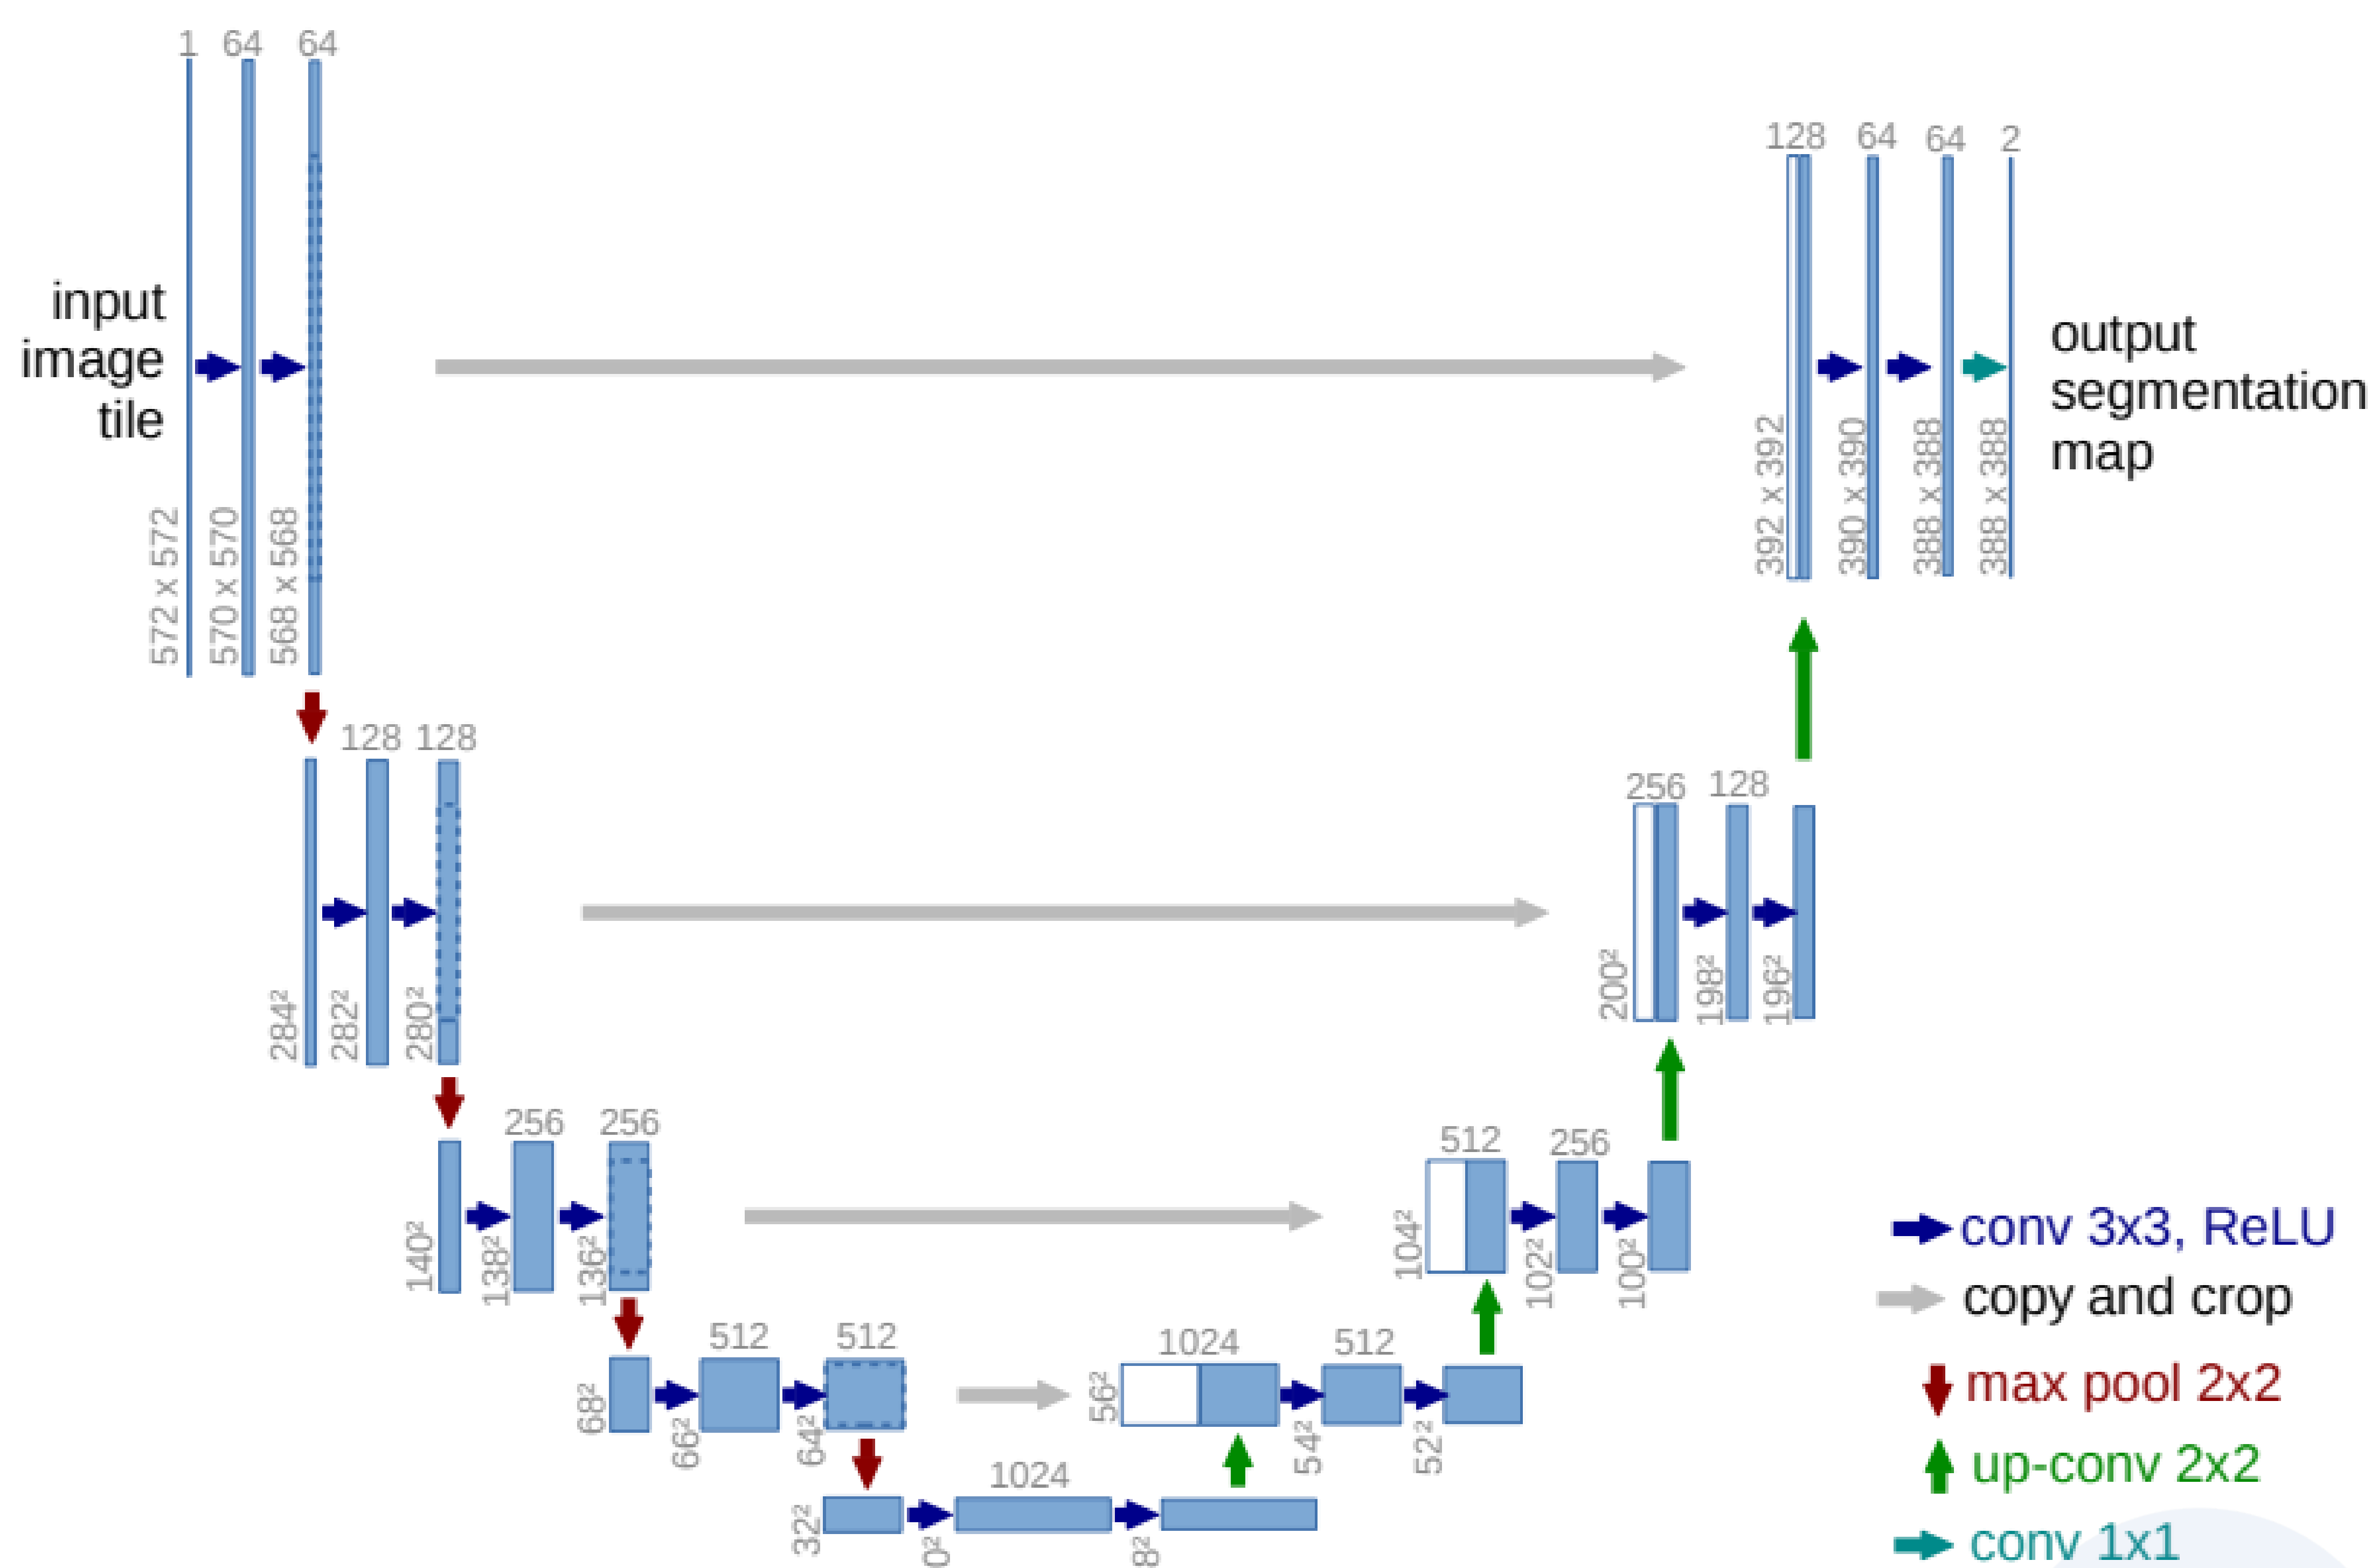 1 64 64
128 64 64 2
input
image
tile
output
segmentation
map
572 x 572
570 x 570
568 x 568
392 x 392
390 x 390
388 x 388
388 x 388
128 128
256 128
284²
282²
280²
200²
198²
196²
256 256
512 256
140²
138²
136²
104²
102²
100²
512 512
1024 512
68²
66²
64²
56²
54²
52²
1024
32²
0²
8²
conv 3x3, ReLU
copy and crop
max pool 2x2
up-conv 2x2
conv 1x1